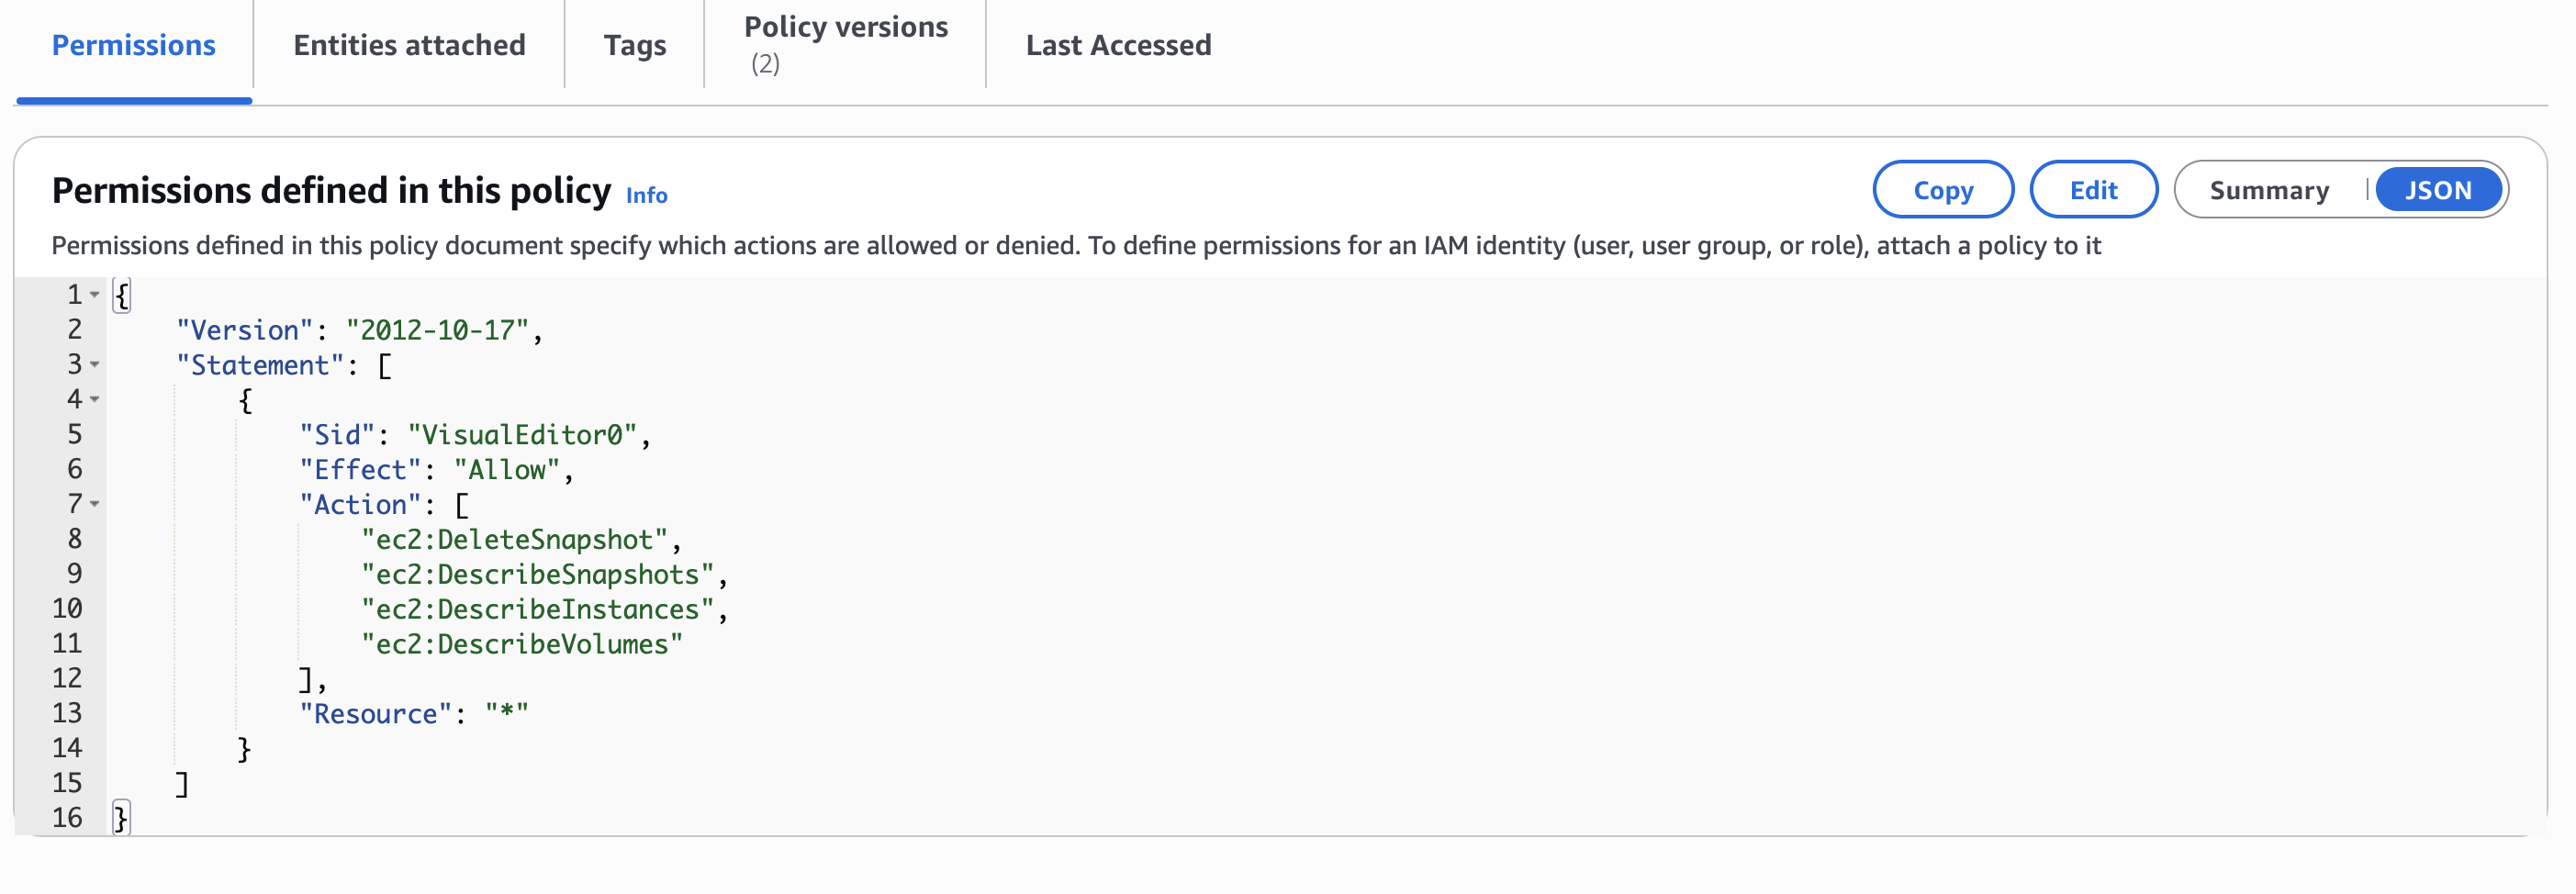 Permissions
Entities attached
Tags
Policy versions
(2)
Last Accessed
Permissions defined in this policy Info
Copy
Edit
Summary
JSON
Permissions defined in this policy document specify which actions are allowed or denied. To define permissions for an IAM identity (user, user group, or role), attach a policy to it
1 {
2     "Version": "2012-10-17",
3     "Statement": [
4         {
5             "Sid": "VisualEditor0",
6             "Effect": "Allow",
7             "Action": [
8                 "ec2:DeleteSnapshot",
9                 "ec2:DescribeSnapshots",
10                 "ec2:DescribeInstances",
11                 "ec2:DescribeVolumes"
12             ],
13             "Resource": "*"
14         }
15     ]
16 }